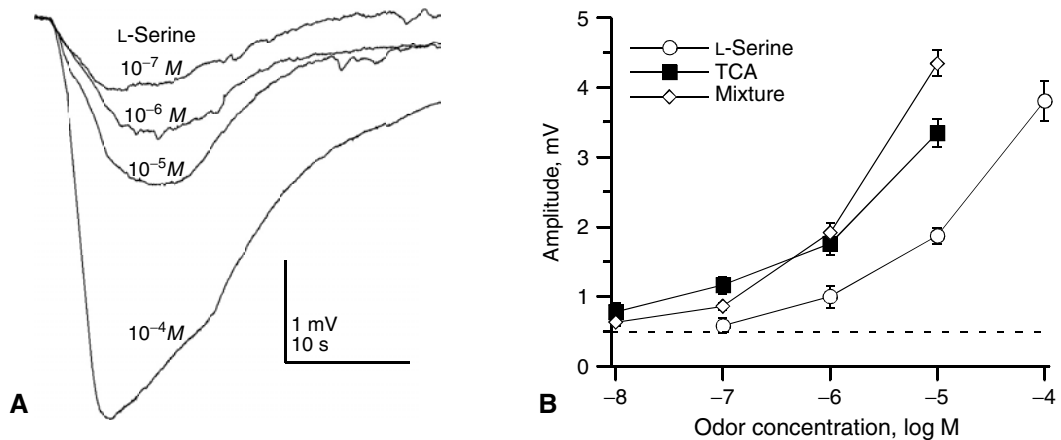 L-Serine
10⁻⁷ M
10⁻⁶ M
10⁻⁵M
10⁻⁴M
1 mV
10 s
A
5
4
3
2
1
0
Amplitude, mV
L-Serine
TCA
Mixture
−8
−7
−6
−5
−4
Odor concentration, log M
B